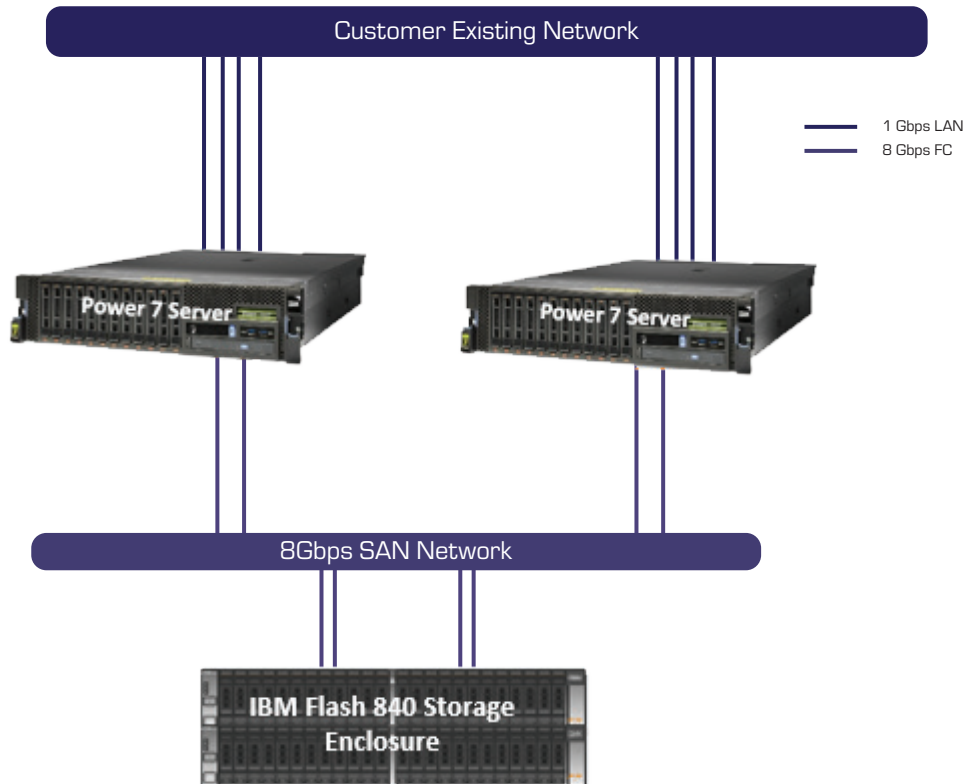 Customer Existing Network
1 Gbps LAN
8 Gbps FC
Power 7 Server
Power 7 Server
8Gbps SAN Network
IBM Flash 840 Storage
Enclosure